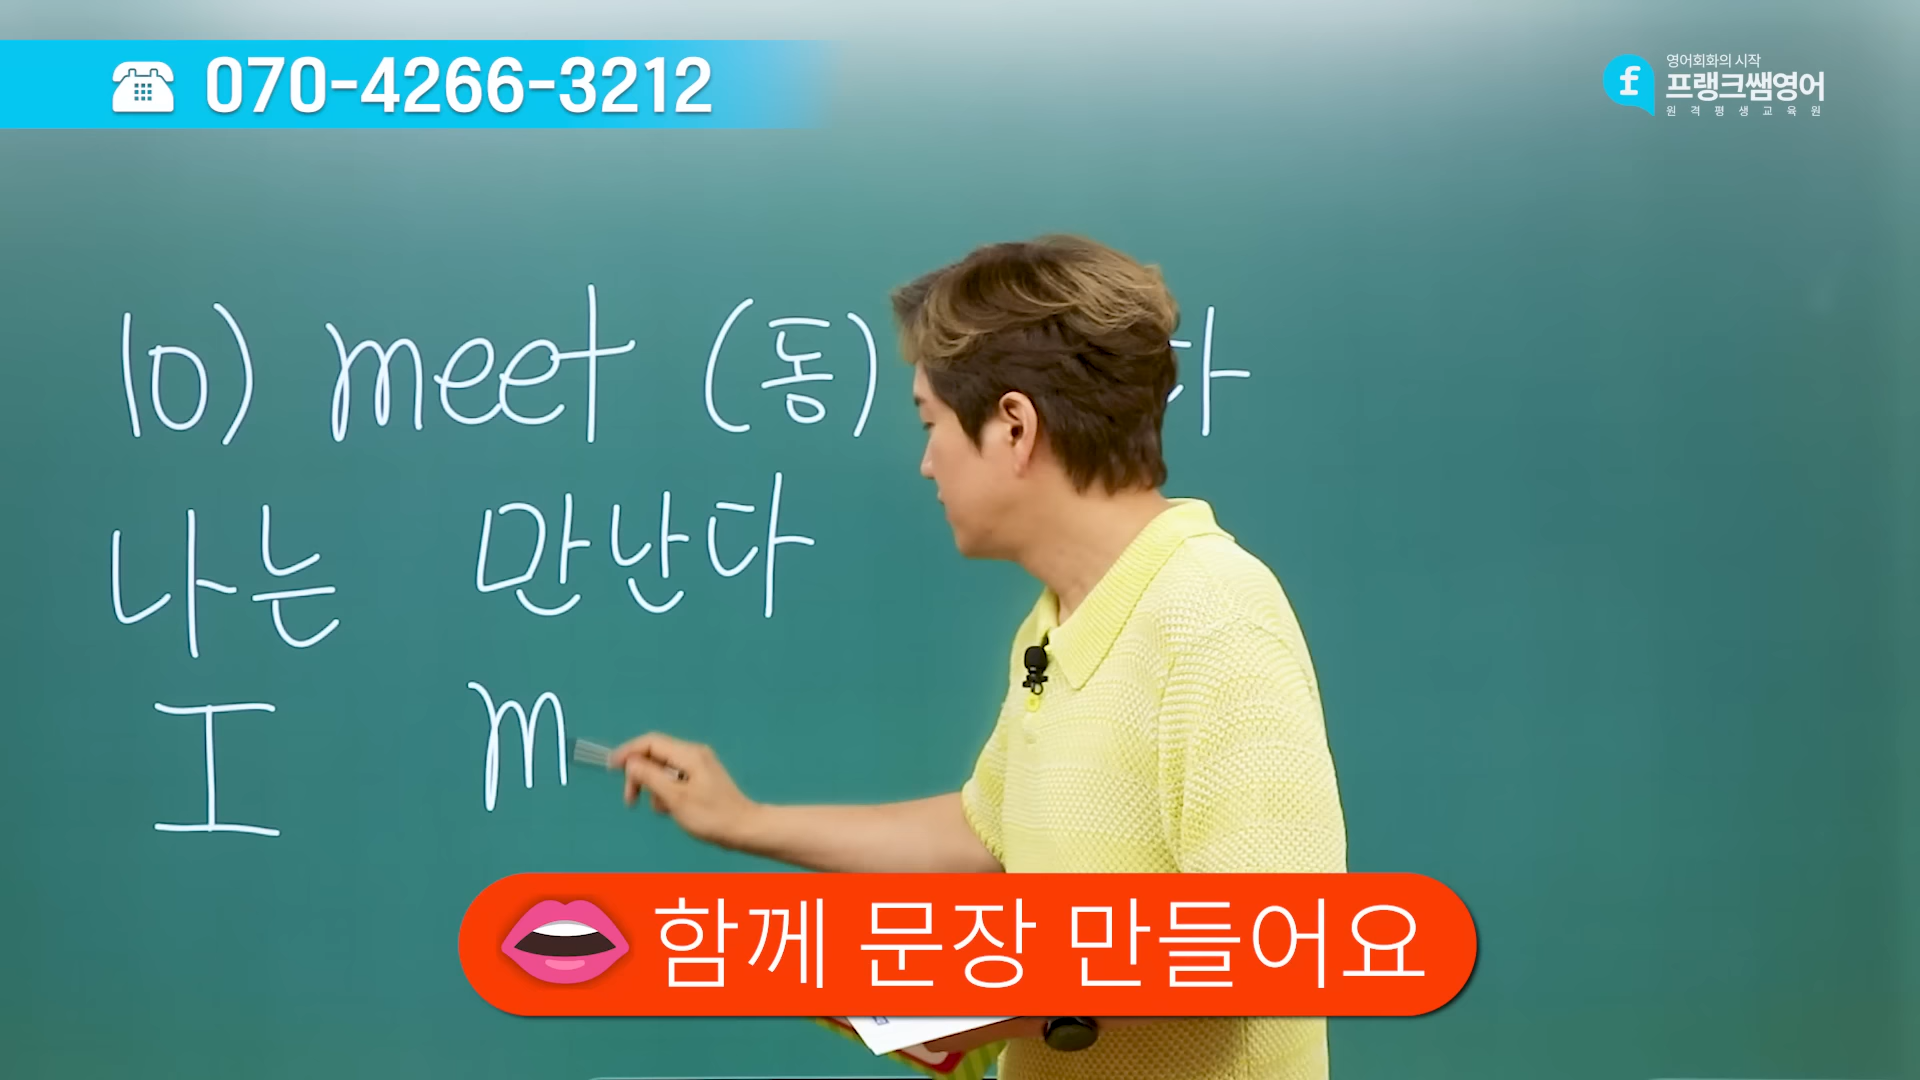 070-4266-3212
영어회화의 시작
프랭크쌤영어
원격평생교육원
10) meet (동)
나는 만난다
I m
함께 문장 만들어요